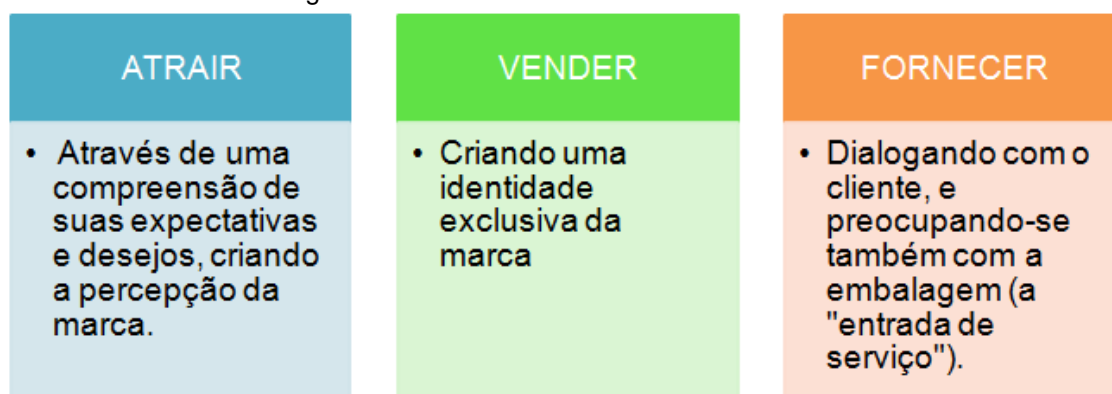 ATRAIR
• Através de uma
compreensão de
suas expectativas
e desejos, criando
a percepção da
marca.
VENDER
• Criando uma
identidade
exclusiva da
marca
FORNECER
• Dialogando com o
cliente, e
preocupando-se
também com a
embalagem (a
"entrada de
serviço").